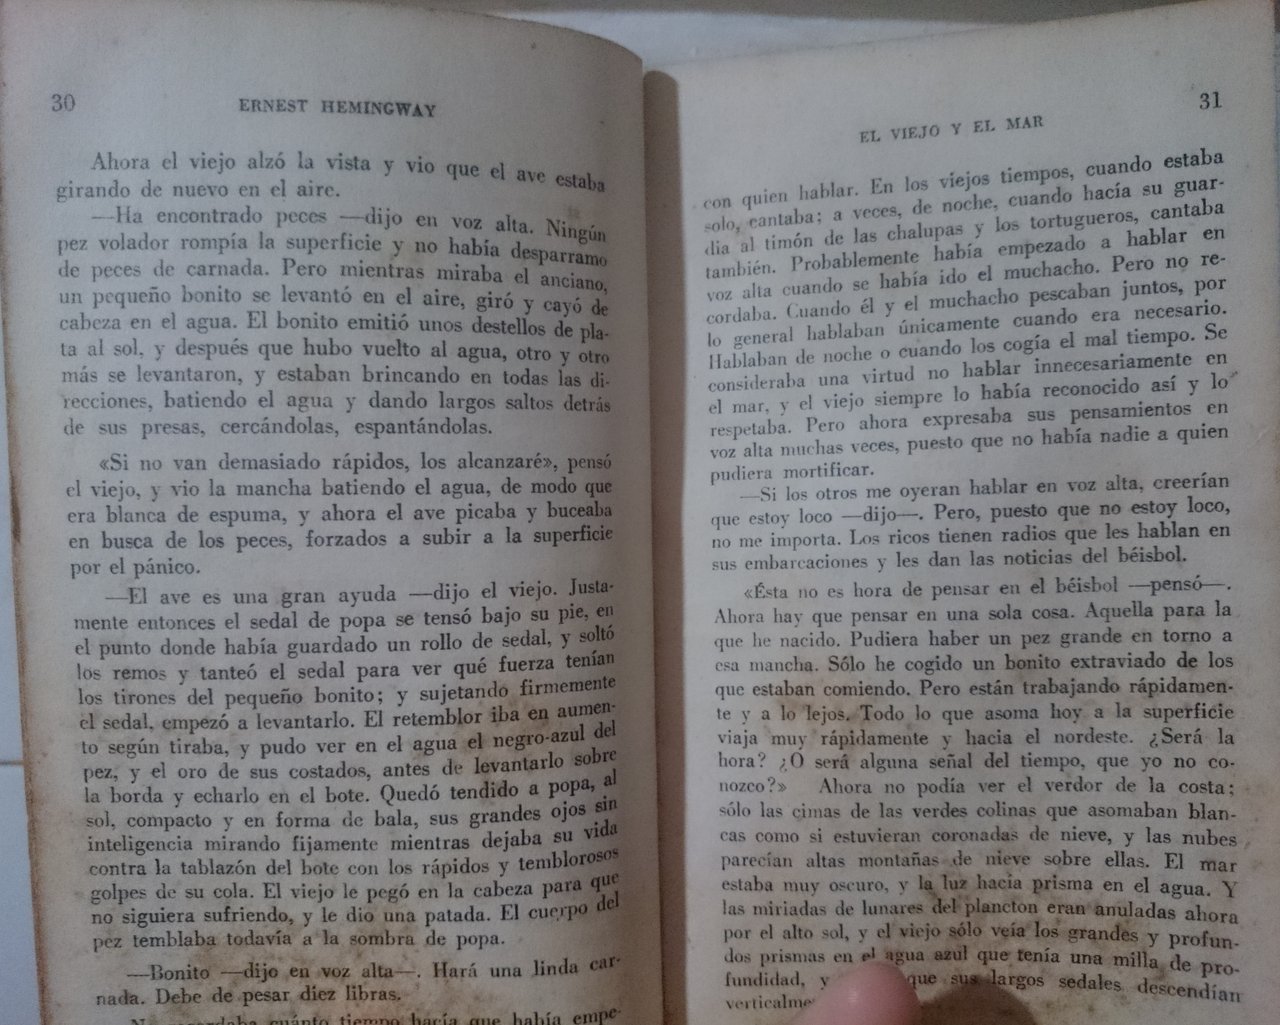 30
ERNEST HEMINGWAY
Ahora el viejo alzó la vista y vio que el ave estaba
girando de nuevo en el aire.
—Ha encontrado peces —dijo en voz alta. Ningún
pez volador rompía la superficie y no había desparramo
de peces de carnada. Pero mientras miraba el anciano,
un pequeño bonito se levantó en el aire, giró y cayó de
cabeza en el agua. El bonito emitió unos destellos de pla-
ta al sol, y después que hubo vuelto al agua, otro y otro
más se levantaron, y estaban brincando en todas las di-
recciones, batiendo el agua y dando largos saltos detrás
de sus presas, cercándolas, espantándolas.
«Si no van demasiado rápidos, los alcanzaré», pensó
el viejo, y vio la mancha batiendo el agua, de modo que
era blanca de espuma, y ahora el ave picaba y buceaba
en busca de los peces, forzados a subir a la superficie
por el pánico.
—El ave es una gran ayuda —dijo el viejo. Justa-
mente entonces el sedal de popa se tensó bajo su pie, en
el punto donde había guardado un rollo de sedal, y soltó
los remos y tanteó el sedal para ver qué fuerza tenían
los tirones del pequeño bonito; y sujetando firmemente
el sedal, empezó a levantarlo. El retemblor iba en aumen-
to según tiraba, y pudo ver en el agua el negro-azul del
pez, y el oro de sus costados, antes de levantarlo sobre
la borda y echarlo en el bote. Quedó tendido a popa, al
sol, compacto y en forma de bala, sus grandes ojos sin
inteligencia mirando fijamente mientras dejaba su vida
contra la tablazón del bote con los rápidos y temblorosos
golpes de su cola. El viejo le pegó en la cabeza para que
no siguiera sufriendo, y le dio una patada. El cuerpo del
pez temblaba todavía a la sombra de popa.
—Bonito —dijo en voz alta—. Hará una linda car-
nada. Debe de pesar diez libras.
No recordaba cuánto tiempo hacía que había empe-
31
EL VIEJO Y EL MAR
con quien hablar. En los viejos tiempos, cuando estaba
solo, cantaba; a veces, de noche, cuando hacía su guar-
dia al timón de las chalupas y los tortugueros, cantaba
también. Probablemente había empezado a hablar en
voz alta cuando se había ido el muchacho. Pero no re-
cordaba. Cuando él y el muchacho pescaban juntos, por
lo general hablaban únicamente cuando era necesario.
Hablaban de noche o cuando los cogía el mal tiempo. Se
consideraba una virtud no hablar innecesariamente en
el mar, y el viejo siempre lo había reconocido así y lo
respetaba. Pero ahora expresaba sus pensamientos en
voz alta muchas veces, puesto que no había nadie a quien
pudiera mortificar.
—Si los otros me oyeran hablar en voz alta, creerían
que estoy loco —dijo—. Pero, puesto que no estoy loco,
no me importa. Los ricos tienen radios que les hablan en
sus embarcaciones y les dan las noticias del béisbol.
«Ésta no es hora de pensar en el béisbol —pensó—.
Ahora hay que pensar en una sola cosa. Aquella para la
que he nacido. Pudiera haber un pez grande en torno a
esa mancha. Sólo he cogido un bonito extraviado de los
que estaban comiendo. Pero están trabajando rápidamen-
te y a lo lejos. Todo lo que asoma hoy a la superficie
viaja muy rápidamente y hacia el nordeste. ¿Será la
hora? ¿O será alguna señal del tiempo, que yo no co-
nozco?» Ahora no podía ver el verdor de la costa;
sólo las cimas de las verdes colinas que asomaban blan-
cas como si estuvieran coronadas de nieve, y las nubes
parecían altas montañas de nieve sobre ellas. El mar
estaba muy oscuro, y la luz hacía prisma en el agua. Y
las miriadas de lunares del plancton eran anuladas ahora
por el alto sol, y el viejo sólo veía los grandes y profun-
dos prismas en el agua azul que tenía una milla de pro-
fundidad, y que sus largos sedales descendían